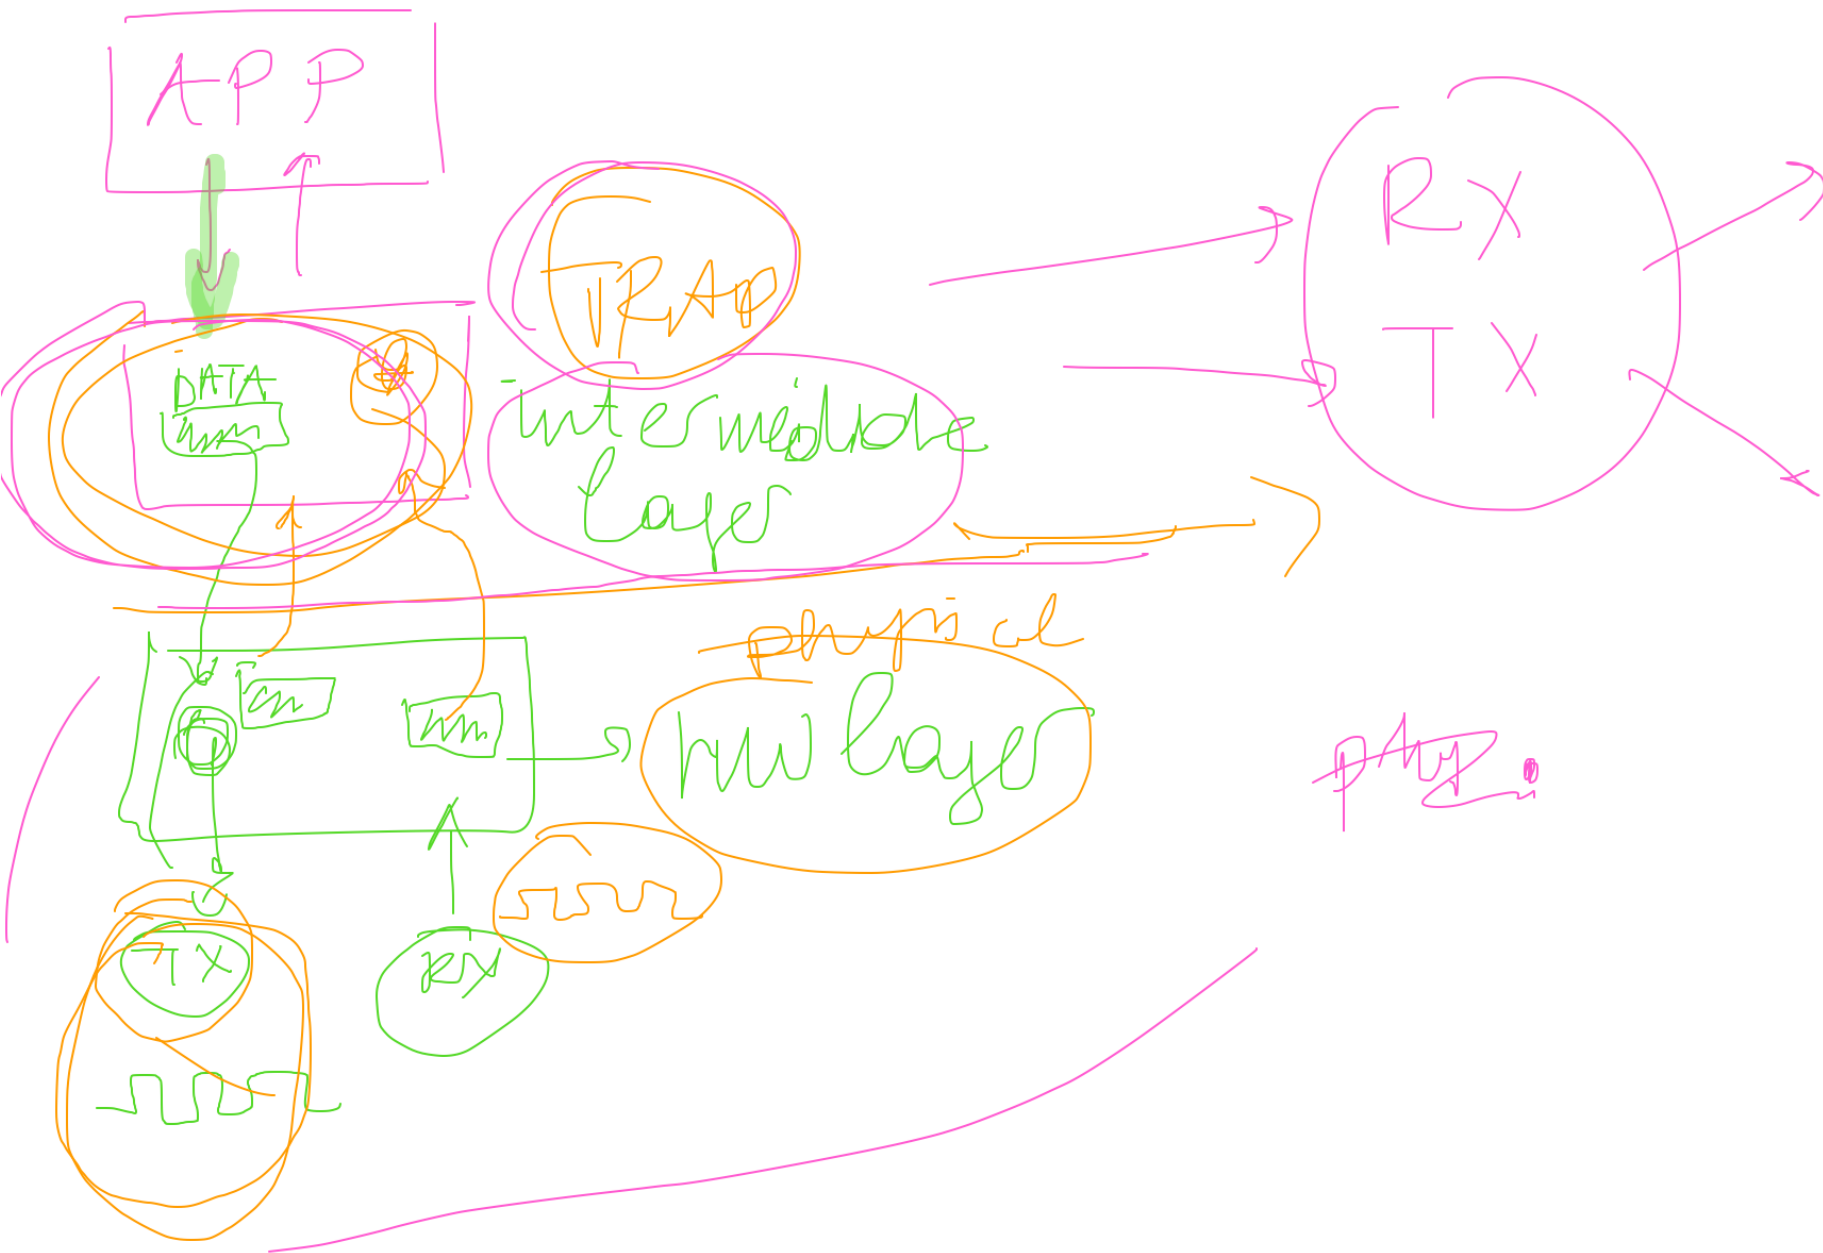 APP
RX
TRAP
TX
DATA
intermediate
layer
physical
HW layer
phy.
TX
RX